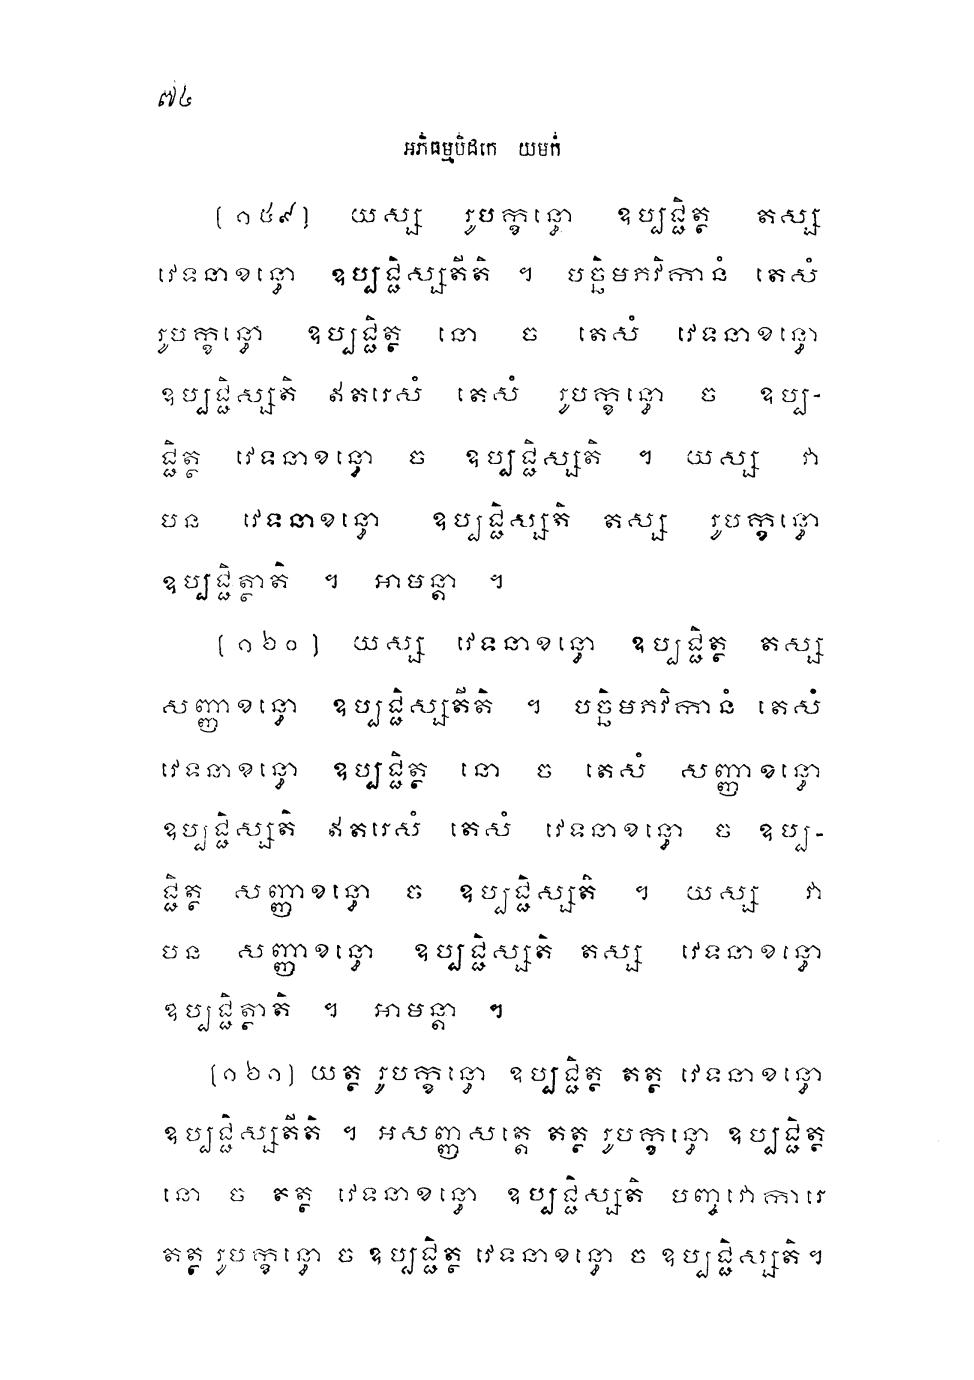 ៧៤
អភិធម្មបិដកេ យមកំ
(១៥៩) យស្ស រូបក្ខន្ធោ ឧប្បជ្ជិត្ថ តស្ស
វេទនាខន្ធោ ឧប្បជ្ជិស្សតីតិ ។ បច្ឆិមភវិកានំ តេសំ
រូបក្ខន្ធោ ឧប្បជ្ជិត្ថ នោ ច តេសំ វេទនាខន្ធោ
ឧប្បជ្ជិស្សតិ ឥតរេសំ តេសំ រូបក្ខន្ធោ ច ឧប្ប-
ជ្ជិត្ថ វេទនាខន្ធោ ច ឧប្បជ្ជិស្សតិ ។ យស្ស វា
បន វេទនាខន្ធោ ឧប្បជ្ជិស្សតិ តស្ស រូបក្ខន្ធោ
ឧប្បជ្ជិត្ថាតិ ។ អាមន្តា ។
(១៦០) យស្ស វេទនាខន្ធោ ឧប្បជ្ជិត្ថ តស្ស
សញ្ញាខន្ធោ ឧប្បជ្ជិស្សតីតិ ។ បច្ឆិមភវិកានំ តេសំ
វេទនាខន្ធោ ឧប្បជ្ជិត្ថ នោ ច តេសំ សញ្ញាខន្ធោ
ឧប្បជ្ជិស្សតិ ឥតរេសំ តេសំ វេទនាខន្ធោ ច ឧប្ប-
ជ្ជិត្ថ សញ្ញាខន្ធោ ច ឧប្បជ្ជិស្សតិ ។ យស្ស វា
បន សញ្ញាខន្ធោ ឧប្បជ្ជិស្សតិ តស្ស វេទនាខន្ធោ
ឧប្បជ្ជិត្ថាតិ ។ អាមន្តា ។
(១៦១) យត្ថ រូបក្ខន្ធោ ឧប្បជ្ជិត្ថ តត្ថ វេទនាខន្ធោ
ឧប្បជ្ជិស្សតីតិ ។ អសញ្ញសត្តេ តត្ថ រូបក្ខន្ធោ ឧប្បជ្ជិត្ថ
នោ ច តត្ថ វេទនាខន្ធោ ឧប្បជ្ជិស្សតិ បញ្ចវោការេ
តត្ថ រូបក្ខន្ធោ ច ឧប្បជ្ជិត្ថ វេទនាខន្ធោ ច ឧប្បជ្ជិស្សតិ ។